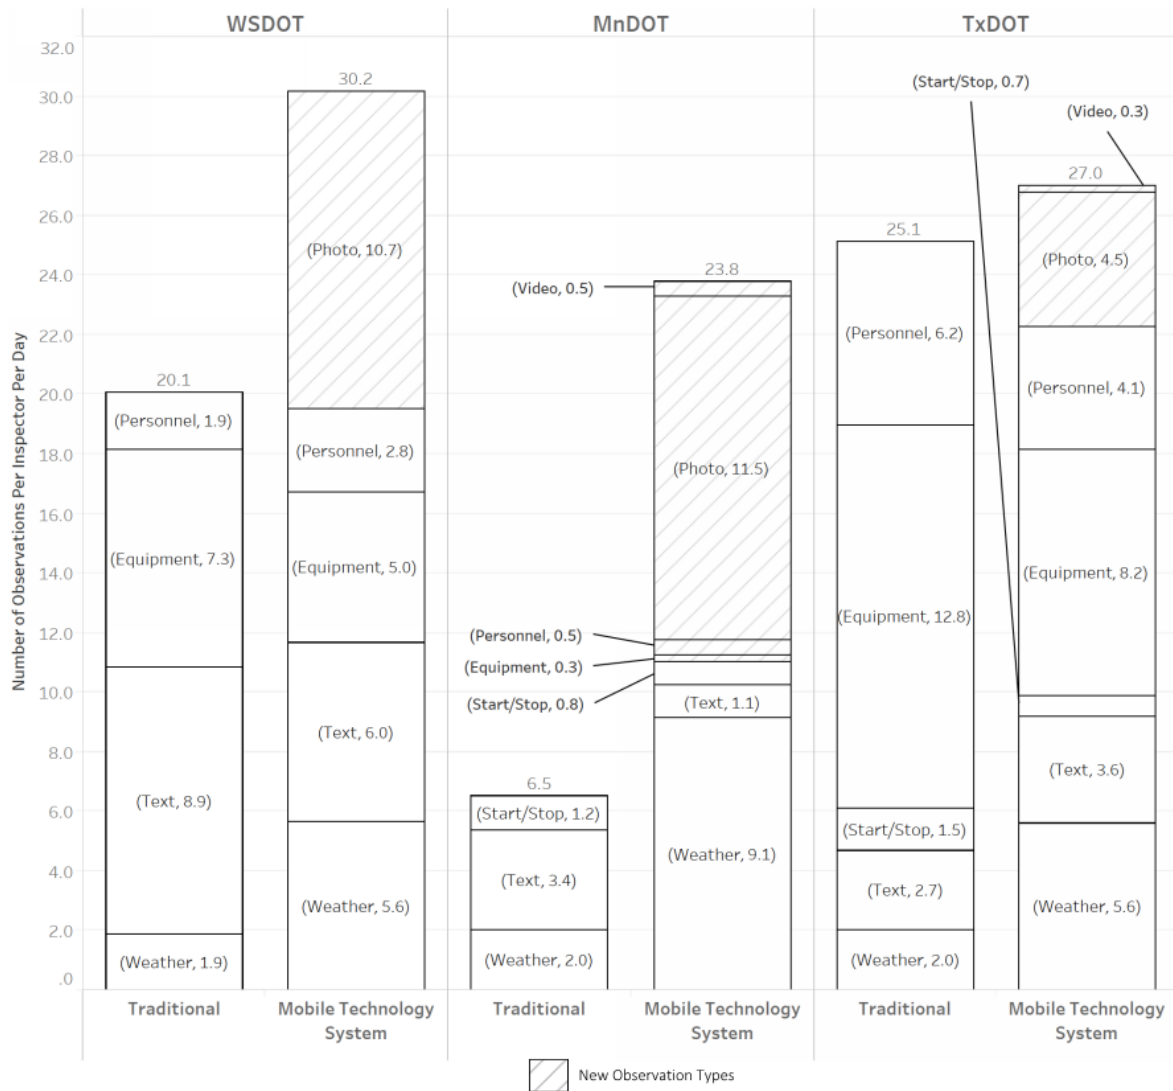 WSDOT
MnDOT
TxDOT
Number of Observations Per Inspector Per Day
32.0
30.0
28.0
26.0
24.0
22.0
20.0
18.0
16.0
14.0
12.0
10.0
8.0
6.0
4.0
2.0
.0
20.1
(Personnel, 1.9)
(Equipment, 7.3)
(Text, 8.9)
(Weather, 1.9)
30.2
(Photo, 10.7)
(Personnel, 2.8)
(Equipment, 5.0)
(Text, 6.0)
(Weather, 5.6)
6.5
(Start/Stop, 1.2)
(Text, 3.4)
(Weather, 2.0)
23.8
(Video, 0.5)
(Photo, 11.5)
(Personnel, 0.5)
(Equipment, 0.3)
(Start/Stop, 0.8)
(Text, 1.1)
(Weather, 9.1)
25.1
(Personnel, 6.2)
(Equipment, 12.8)
(Start/Stop, 1.5)
(Text, 2.7)
(Weather, 2.0)
(Start/Stop, 0.7)
(Video, 0.3)
27.0
(Photo, 4.5)
(Personnel, 4.1)
(Equipment, 8.2)
(Text, 3.6)
(Weather, 5.6)
Traditional
Mobile Technology
System
Traditional
Mobile Technology
System
Traditional
Mobile Technology
System
New Observation Types